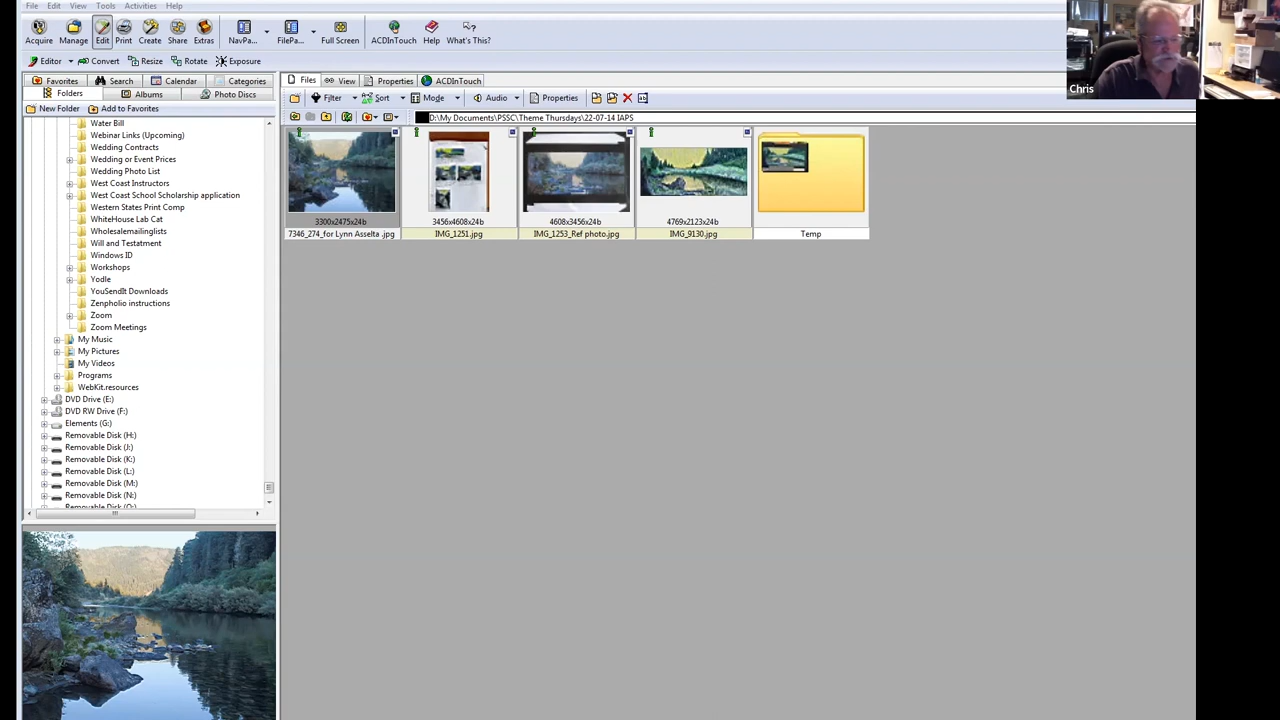 File Edit View Tools Activities Help
Acquire Manage Edit Print Create Share Extras NavPa... FilePa... Full Screen ACDInTouch Help What's This?
Editor Convert Resize Rotate Exposure
Favorites Search Calendar Categories
Folders Albums Photo Discs
New Folder Add to Favorites
Water Bill
Webinar Links (Upcoming)
Wedding Contracts
Wedding or Event Prices
Wedding Photo List
West Coast Instructors
West Coast School Scholarship application
Western States Print Comp
WhiteHouse Lab Cat
Wholesalemailinglists
Will and Testatment
Windows ID
Workshops
Yodle
YouSendIt Downloads
Zenpholio instructions
Zoom
Zoom Meetings
My Music
My Pictures
My Videos
Programs
WebKit.resources
DVD Drive (E:)
DVD RW Drive (F:)
Elements (G:)
Removable Disk (H:)
Removable Disk (J:)
Removable Disk (K:)
Removable Disk (L:)
Removable Disk (M:)
Removable Disk (N:)
Removable Disk (O:)
Files View Properties ACDInTouch
Filter Sort Mode Audio Properties
D:\My Documents\PSSC\Theme Thursdays\22-07-14 IAPS
3300x2475x24b 3456x4608x24b 4608x3456x24b 4769x2123x24b
7346_274_for Lynn Asselta .jpg IMG_1251.jpg IMG_1253_Ref photo.jpg IMG_9130.jpg Temp
Chris